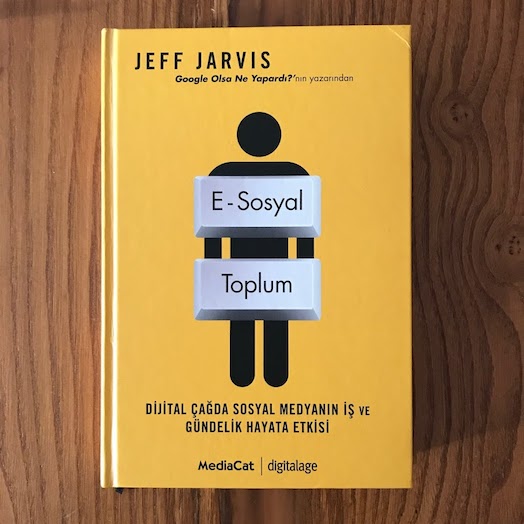 JEFF JARVIS
Google Olsa Ne Yapardı?'nın yazarından
E-Sosyal
Toplum
DİJİTAL ÇAĞDA SOSYAL MEDYANIN İŞ VE
GÜNDELİK HAYATA ETKİSİ
MediaCat | digitalage